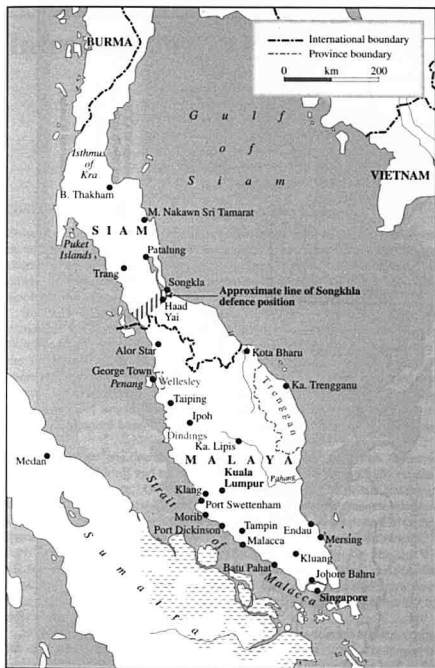 BURMA
International boundary
Province boundary
0 km 200
Gulf
of
Siam
Isthmus
of
Kra
B. Thakham
VIETNAM
M. Nakawn Sri Tamarat
SIAM
Puket
Islands
Patalung
Trang
Songkla
Approximate line of Songkhla
defence position
Haad
Yai
Alor Star
Kota Bharu
George Town
Penang
Wellesley
Trenggan
Ka. Trengganu
Taiping
Ipoh
Dindings
Ka. Lipis
Medan
MALAYA
Pahang
Kuala
Lumpur
Klang
Port Swettenham
Morib
Port Dickinson
Tampin
Malacca
Endau
Mersing
Kluang
Batu Pahat
Johore Bahru
Singapore
Strait of Malacca
Sumatra